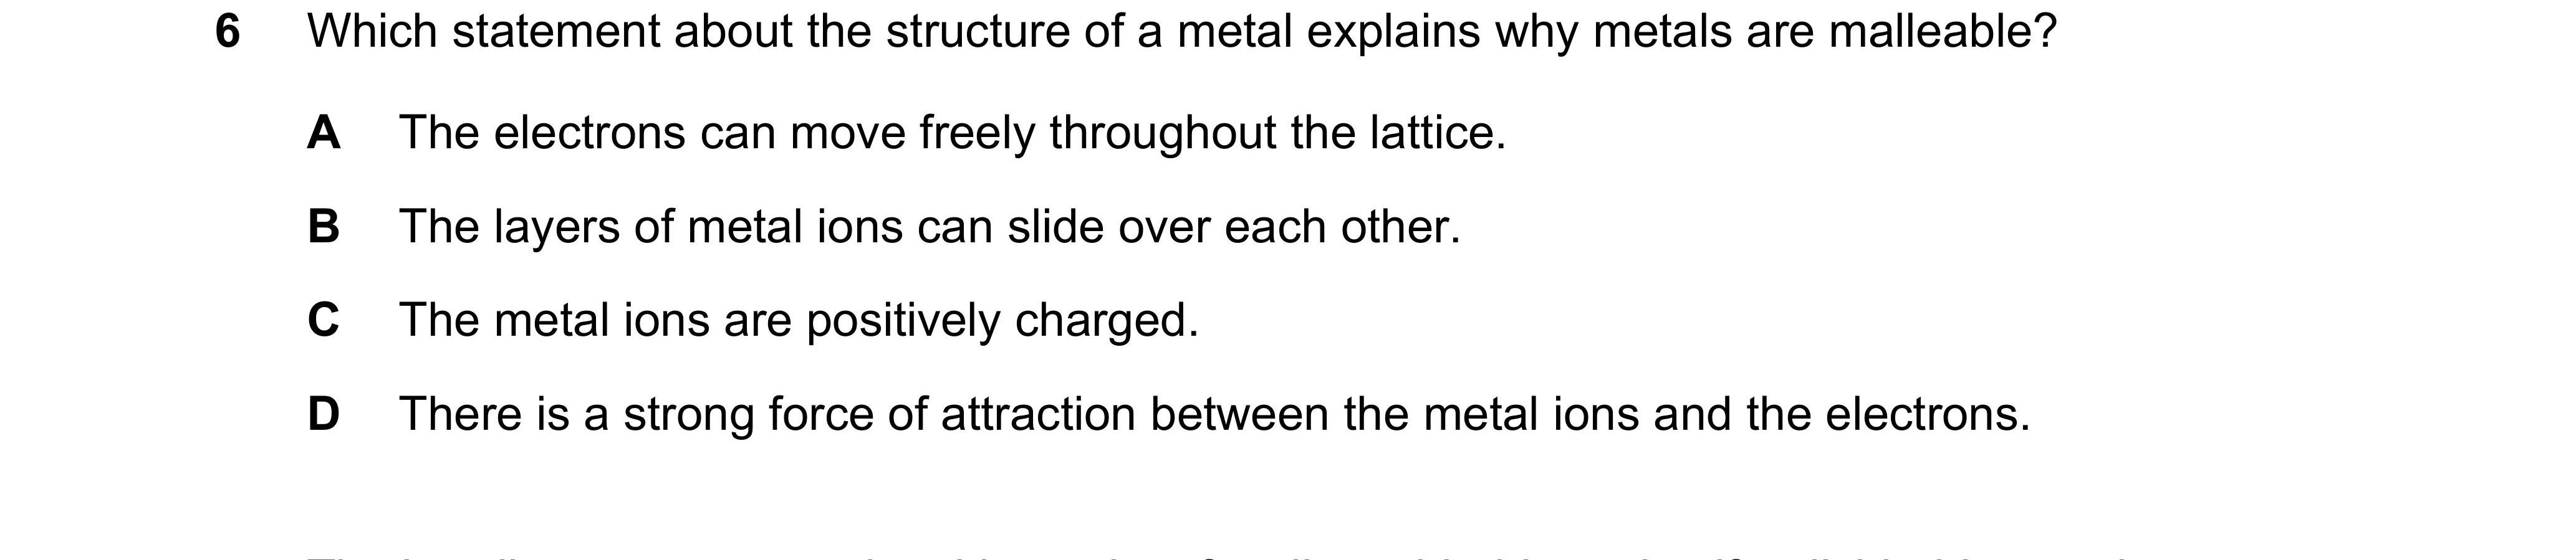 6 Which statement about the structure of a metal explains why metals are malleable?
A The electrons can move freely throughout the lattice.
B The layers of metal ions can slide over each other.
C The metal ions are positively charged.
D There is a strong force of attraction between the metal ions and the electrons.